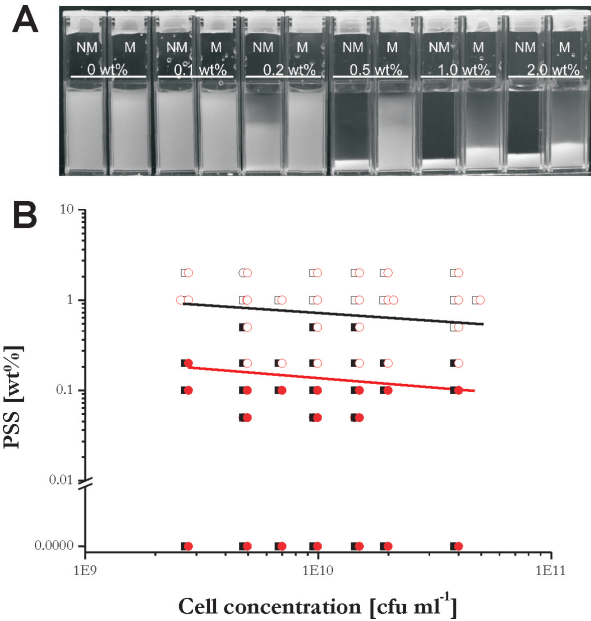 A
NM M NM M NM M NM M NM M NM M
0 wt% 0.1 wt% 0.2 wt% 0.5 wt% 1.0 wt% 2.0 wt%
B
10
1
0.1
0.01
0.0000
PSS [wt%]
1E9 1E10 1E11
Cell concentration [cfu ml⁻¹]